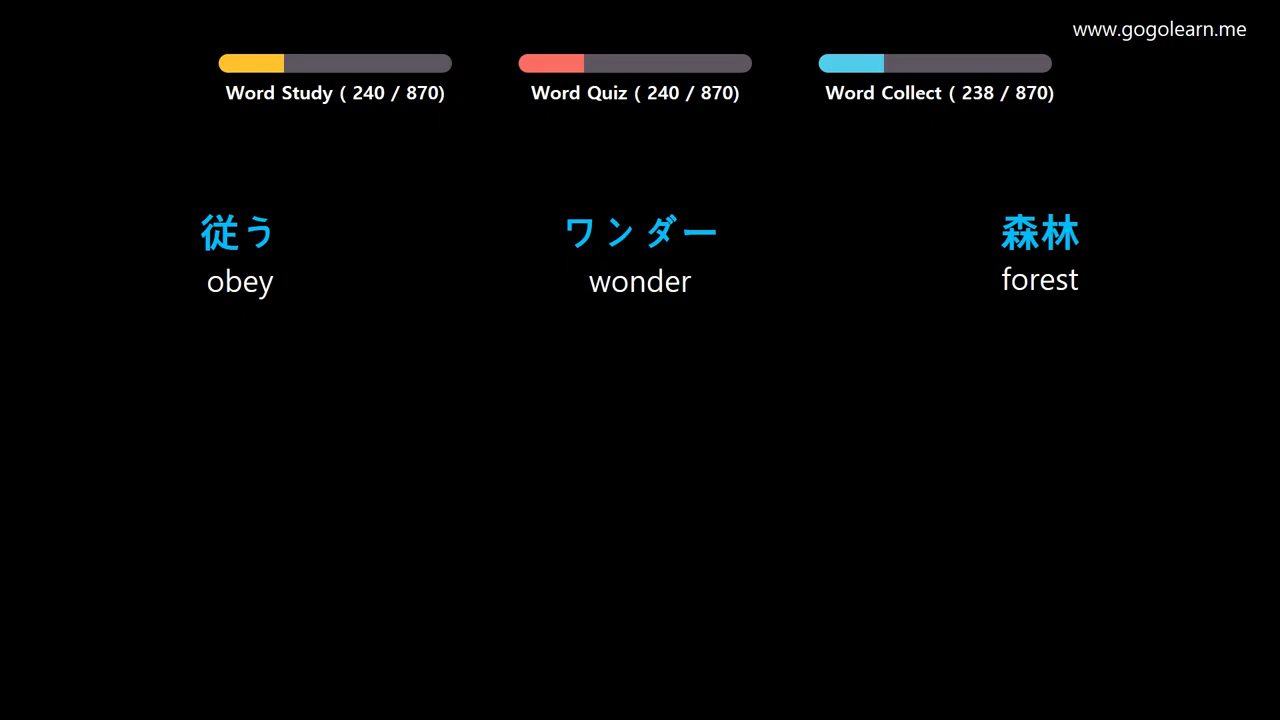 www.gogolearn.me
Word Study ( 240 / 870)
Word Quiz ( 240 / 870)
Word Collect ( 238 / 870)
従う
obey
ワンダー
wonder
森林
forest